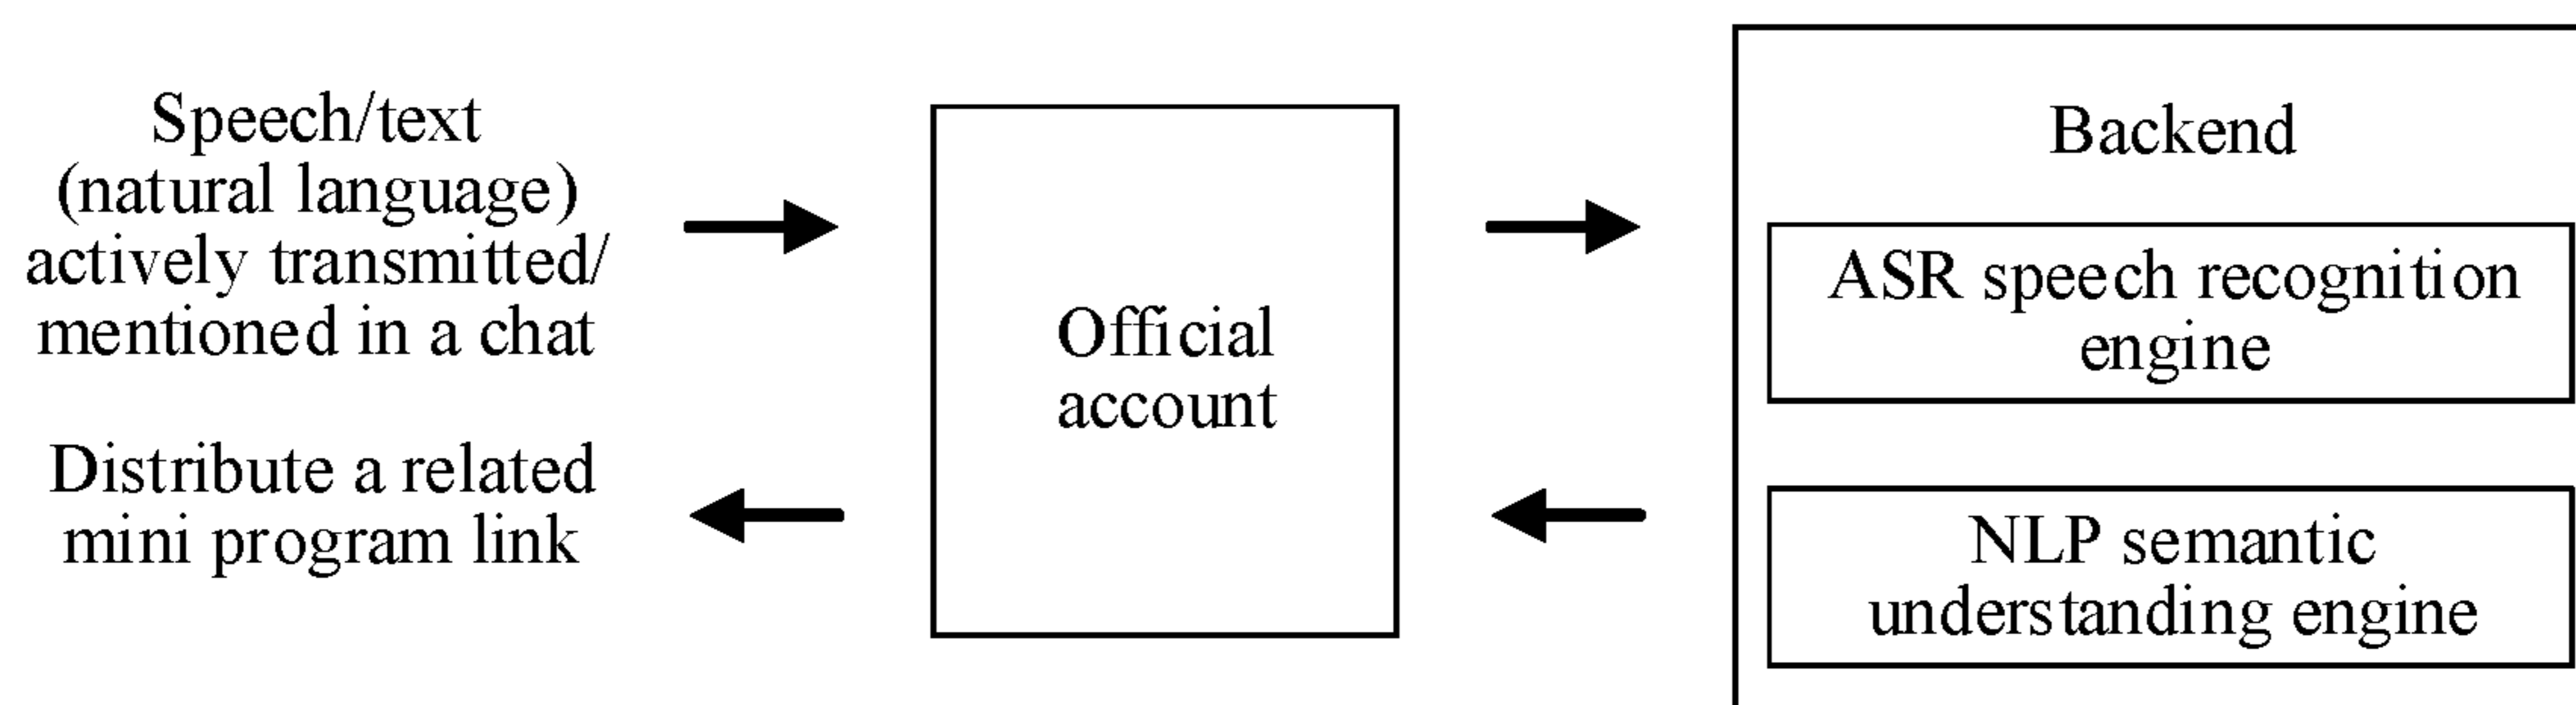 Speech/text
(natural language)
actively transmitted/
mentioned in a chat
Distribute a related
mini program link
Official
account
Backend
ASR speech recognition
engine
NLP semantic
understanding engine